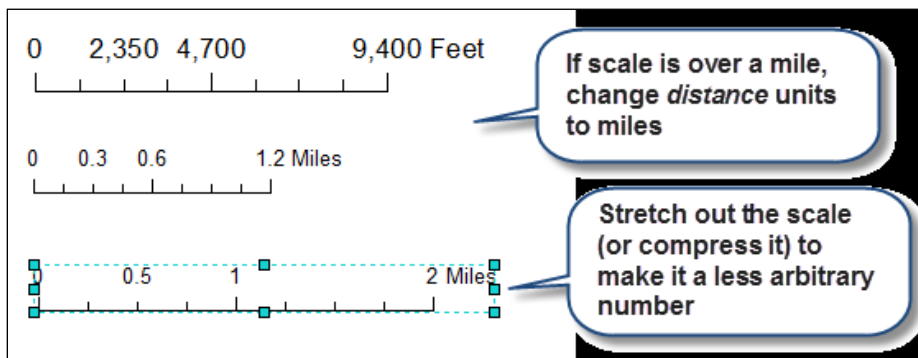 0 2,350 4,700 9,400 Feet
If scale is over a mile,
change distance units
to miles
0 0.3 0.6 1.2 Miles
Stretch out the scale
(or compress it) to
make it a less arbitrary
number
0 0.5 1 2 Miles